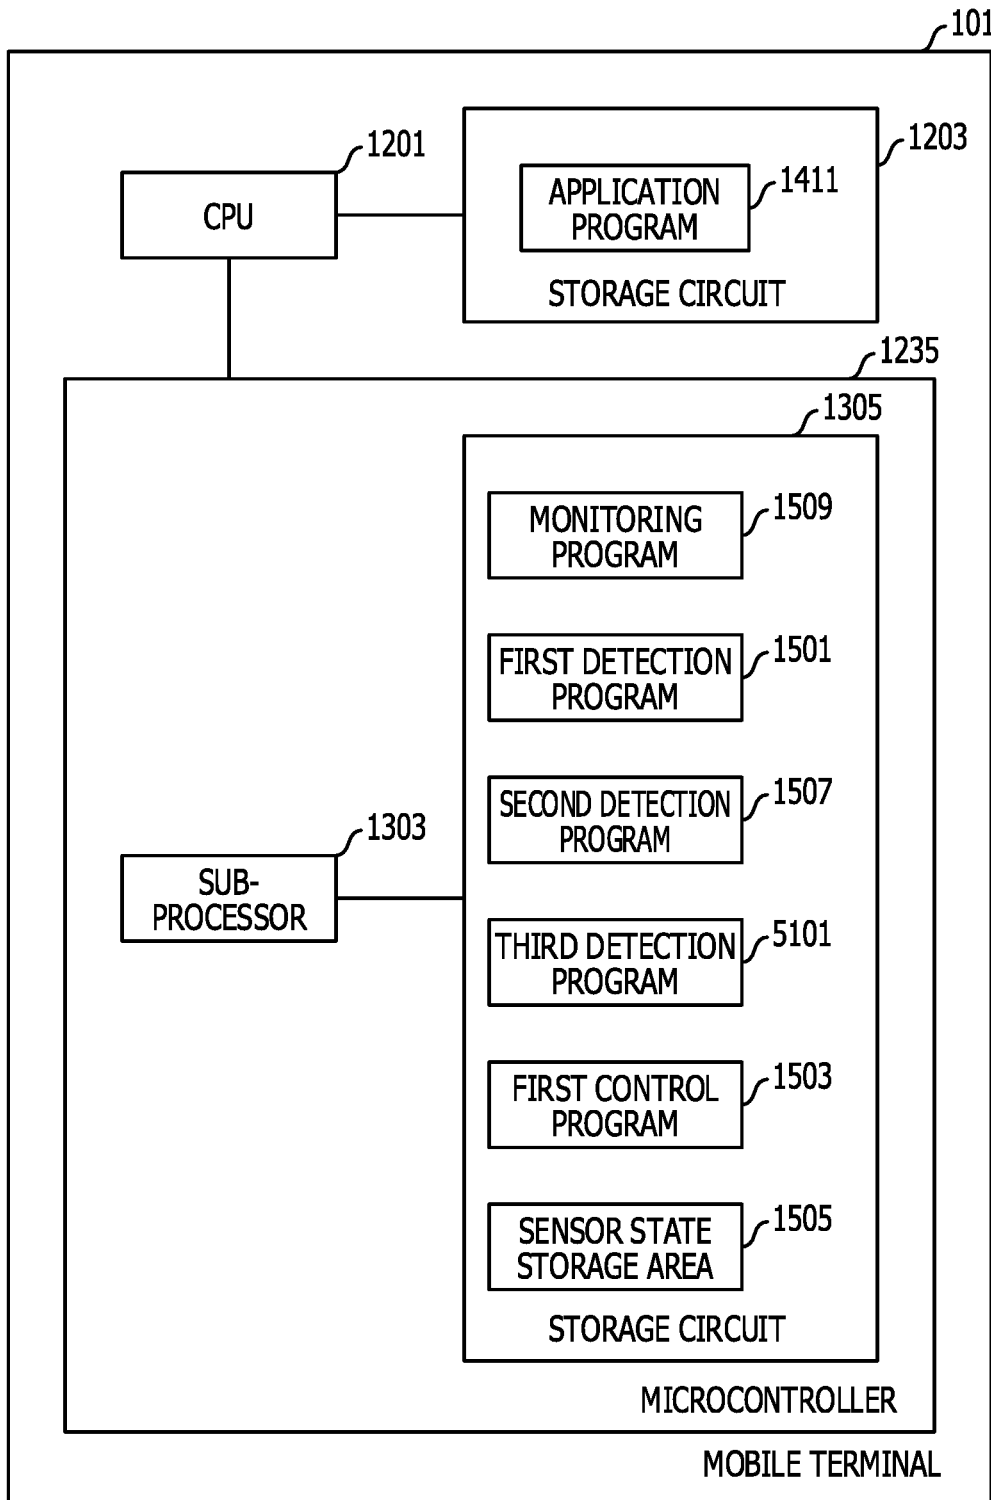 101
1201
CPU
1203
APPLICATION
PROGRAM
1411
STORAGE CIRCUIT
1235
1305
MONITORING
PROGRAM
1509
FIRST DETECTION
PROGRAM
1501
SECOND DETECTION
PROGRAM
1507
1303
SUB-
PROCESSOR
THIRD DETECTION
PROGRAM
5101
FIRST CONTROL
PROGRAM
1503
SENSOR STATE
STORAGE AREA
1505
STORAGE CIRCUIT
MICROCONTROLLER
MOBILE TERMINAL